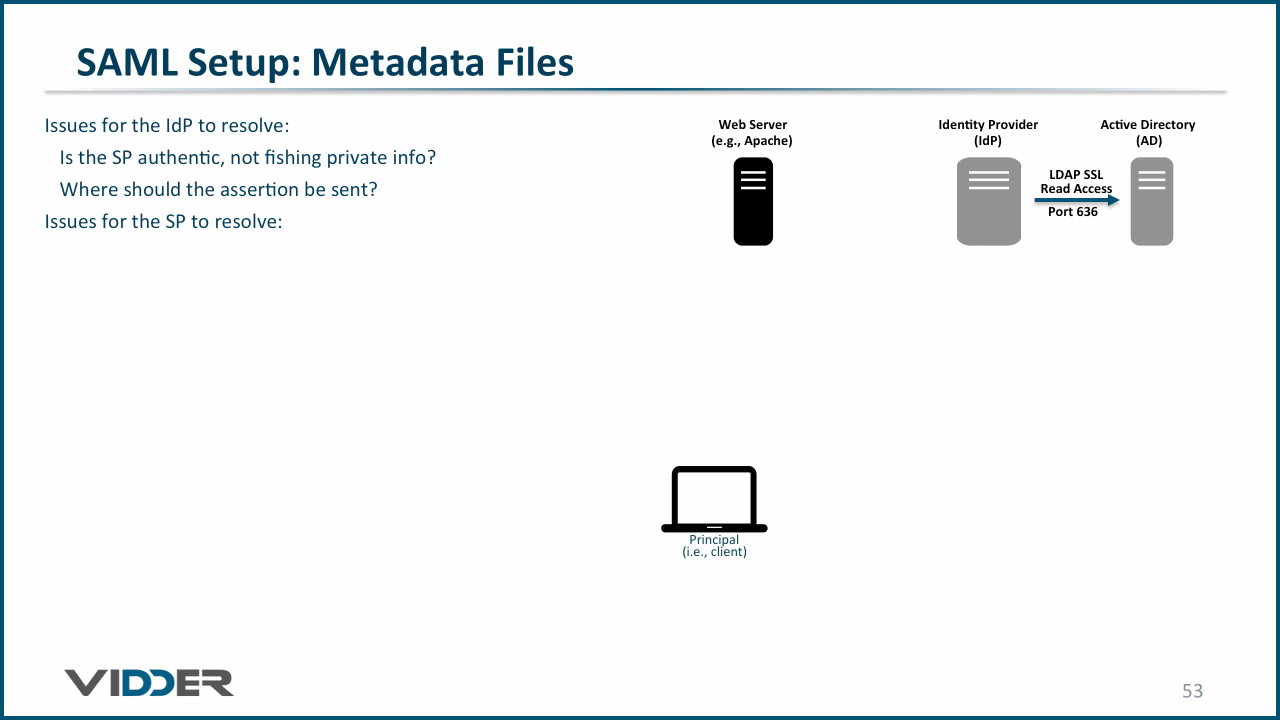 SAML Setup: Metadata Files
Issues for the IdP to resolve:
Is the SP authentic, not fishing private info?
Where should the assertion be sent?
Issues for the SP to resolve:
Web Server
(e.g., Apache)
Identity Provider
(IdP)
Active Directory
(AD)
LDAP SSL
Read Access
Port 636
Principal
(i.e., client)
VIDDER
53